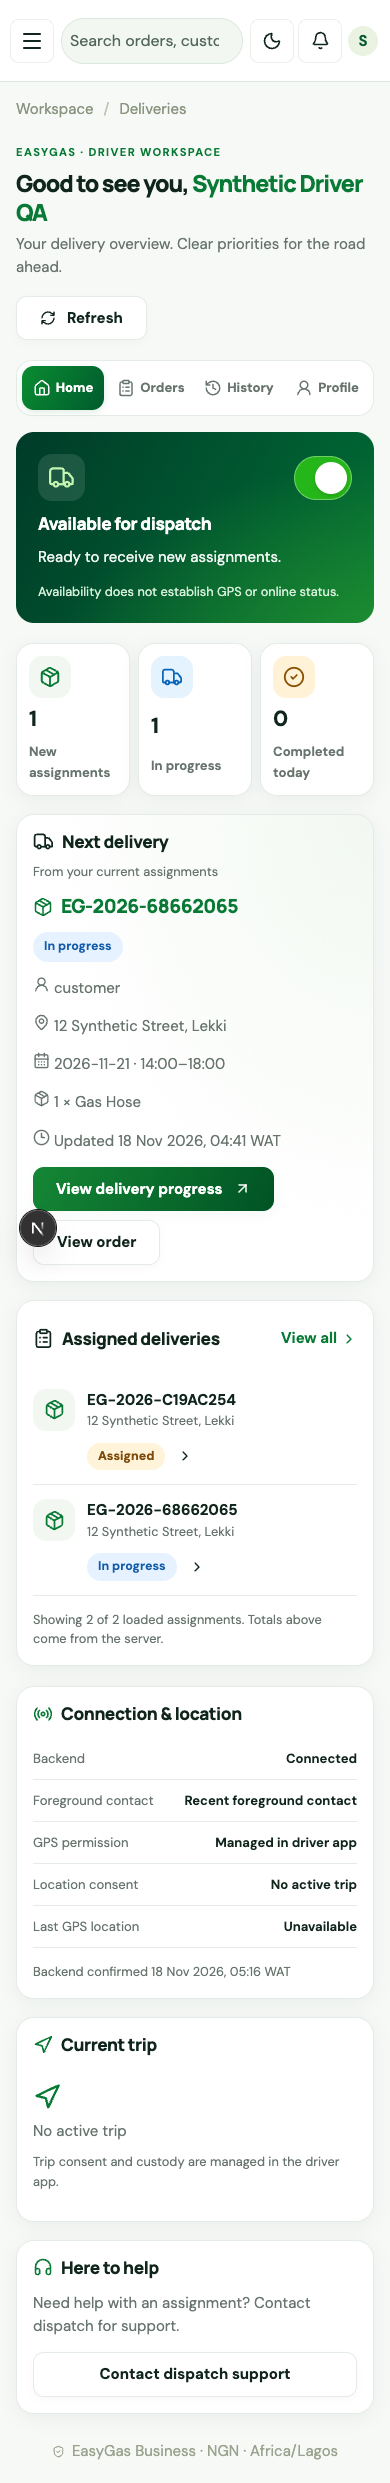 Search orders, custo
S
Workspace / Deliveries
EASYGAS · DRIVER WORKSPACE
Good to see you, Synthetic Driver
QA
Your delivery overview. Clear priorities for the road
ahead.
Refresh
Home Orders History Profile
Available for dispatch
Ready to receive new assignments.
Availability does not establish GPS or online status.
1
New
assignments
1
In progress
0
Completed
today
Next delivery
From your current assignments
EG-2026-68662065
In progress
customer
12 Synthetic Street, Lekki
2026-11-21 · 14:00–18:00
1 × Gas Hose
Updated 18 Nov 2026, 04:41 WAT
View delivery progress
N
View order
Assigned deliveries View all
EG-2026-C19AC254
12 Synthetic Street, Lekki
Assigned
EG-2026-68662065
12 Synthetic Street, Lekki
In progress
Showing 2 of 2 loaded assignments. Totals above
come from the server.
Connection & location
Backend Connected
Foreground contact Recent foreground contact
GPS permission Managed in driver app
Location consent No active trip
Last GPS location Unavailable
Backend confirmed 18 Nov 2026, 05:16 WAT
Current trip
No active trip
Trip consent and custody are managed in the driver
app.
Here to help
Need help with an assignment? Contact
dispatch for support.
Contact dispatch support
EasyGas Business · NGN · Africa/Lagos